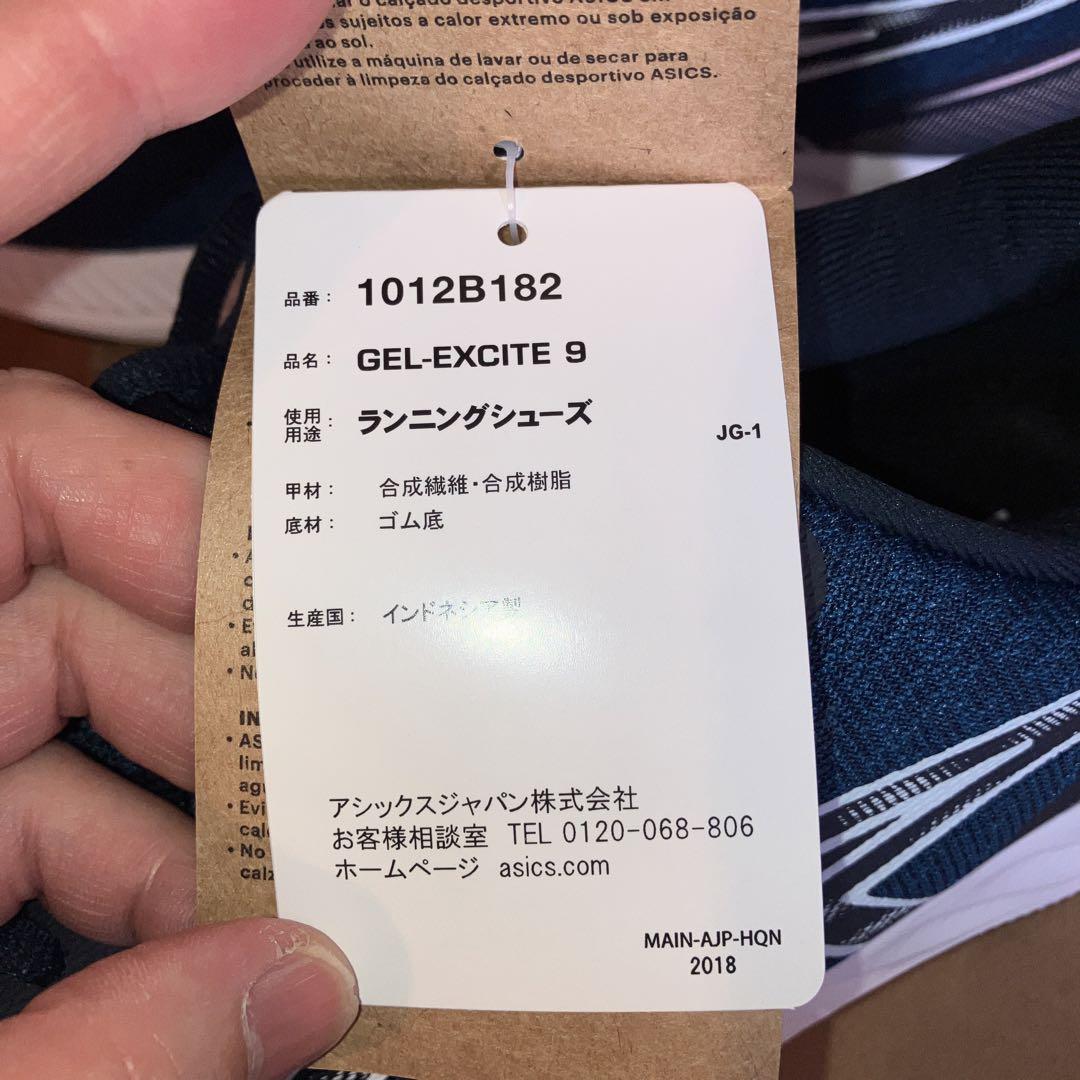 sujeitos a calor extremo ou sob exposição
ao sol.
utilize a máquina de lavar ou de secar para
proceder à limpeza do calçado desportivo ASICS.
品番： 1012B182
品名： GEL-EXCITE 9
使用用途： ランニングシューズ
JG-1
甲材： 合成繊維・合成樹脂
底材： ゴム底
生産国： インドネシア製
アシックスジャパン株式会社
お客様相談室 TEL 0120-068-806
ホームページ asics.com
MAIN-AJP-HQN
2018